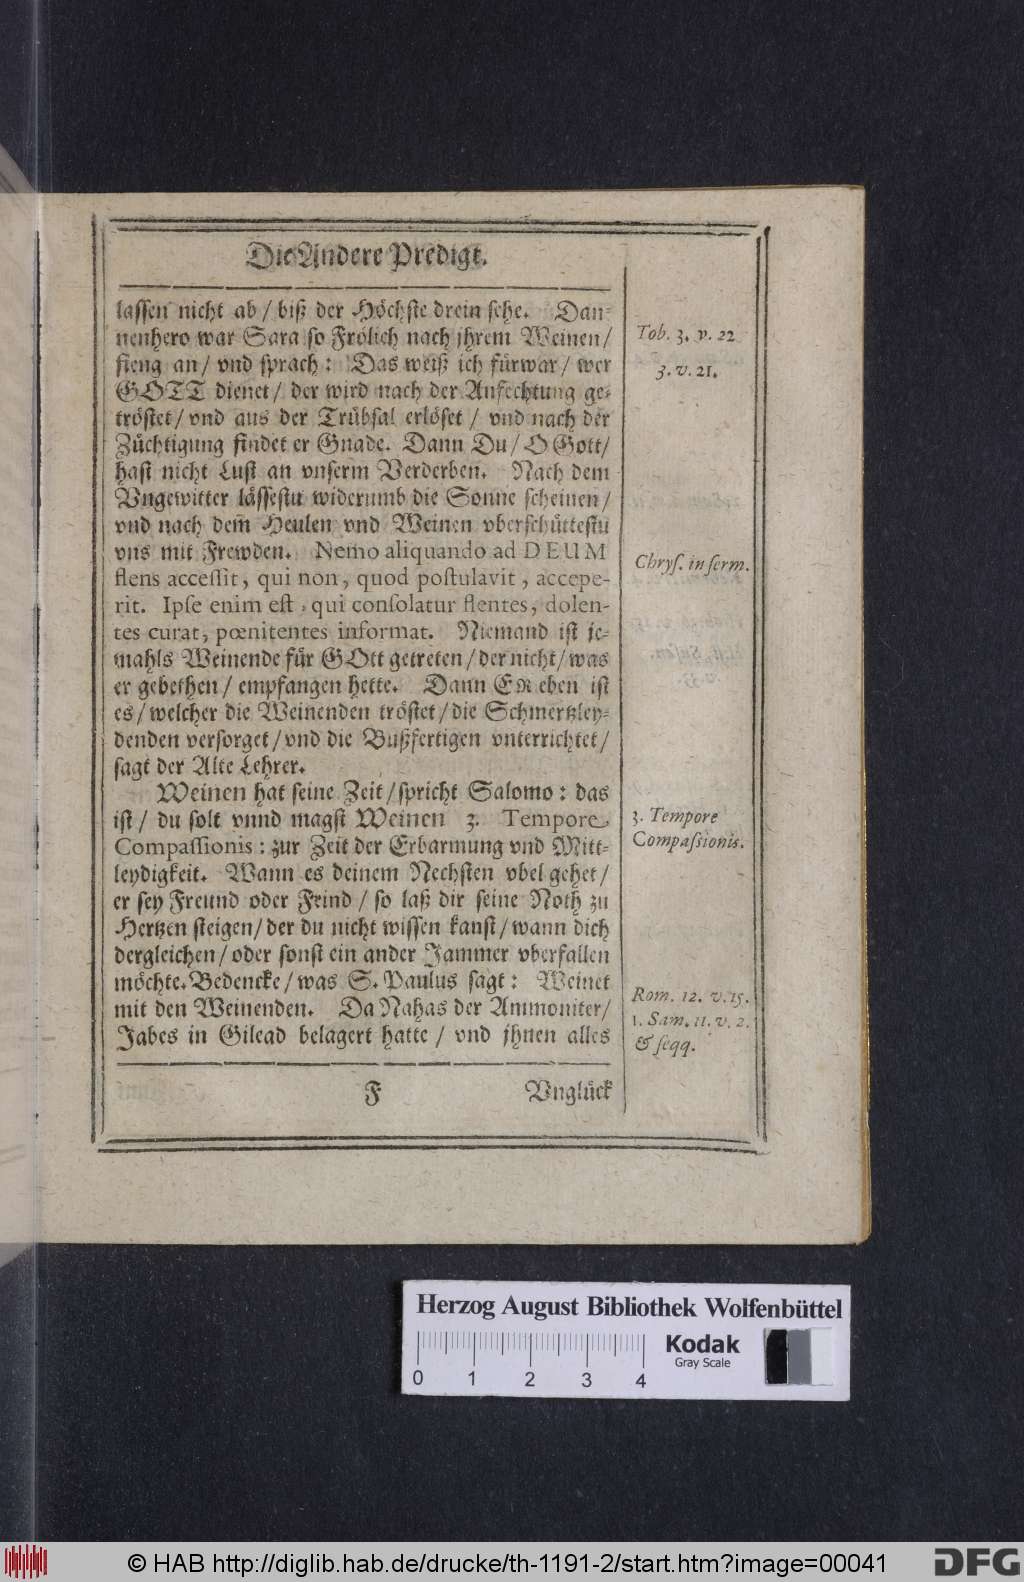 Die Andere Predigt.
lassen nicht ab / biß der Höchste drein sehe. Dan-
nenhero war Sara so Frölich nach jhrem Weinen /
fieng an / vnd sprach: Das weiß ich fürwar / wer
GOTT dienet / der wird nach der Anfechtung ge-
tröstet / vnd aus der Trübsal erlöset / vnd nach der
Züchtigung findet er Gnade. Dann Du / O Gott /
hast nicht Lust an vnserm Verderben. Nach dem
Vngewitter lässestu widerumb die Sonne scheinen /
vnd nach dem Heulen vnd Weinen vberschüttestu
vns mit Frewden. Nemo aliquando ad DEUM
flens accessit, qui non, quod postulavit, accepe-
rit. Ipse enim est, qui consolatur flentes, dolen-
tes curat, pœnitentes informat. Niemand ist je-
mahls Weinende für GOtt getreten / der nicht / was
er gebethen / empfangen hette. Dann ER eben ist
es / welcher die Weinenden tröstet / die Schmertzley-
denden versorget / vnd die Bußfertigen vnterrichtet /
sagt der Alte Lehrer.
Weinen hat seine Zeit / spricht Salomo: das
ist / du solt vnnd magst Weinen 3. Tempore
Compassionis: zur Zeit der Erbarmung vnd Mitt-
leydigkeit. Wann es deinem Nechsten vbel gehet /
er sey Freund oder Feind / so laß dir seine Noth zu
Hertzen steigen / der du nicht wissen kanst / wann dich
dergleichen / oder sonst ein ander Jammer vberfallen
möchte. Bedencke / was S. Paulus sagt: Weinet
mit den Weinenden. Da Nahas der Ammoniter /
Jabes in Gilead belagert hatte / vnd jhnen alles
F Vnglück
Tob. 3. v. 22
3. v. 21.
Chrys. in serm.
3. Tempore
Compassionis.
Rom. 12. v. 15.
1. Sam. 11. v. 2.
& seqq.
Herzog August Bibliothek Wolfenbüttel
Kodak
Gray Scale
0 1 2 3 4
© HAB http://diglib.hab.de/drucke/th-1191-2/start.htm?image=00041
DFG